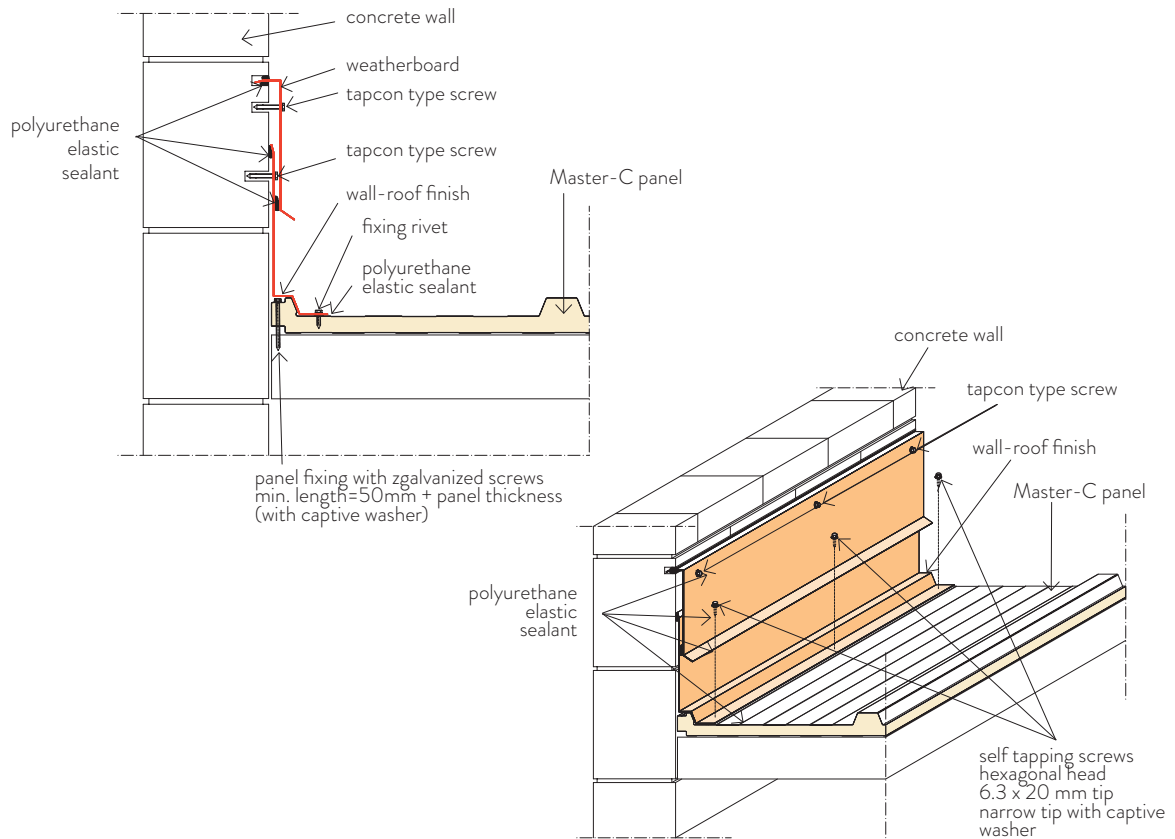 concrete wall
weatherboard
tapcon type screw
polyurethane
elastic
sealant
tapcon type screw
Master-C panel
wall-roof finish
fixing rivet
polyurethane
elastic sealant
panel fixing with zgalvanized screws
min. length=50mm + panel thickness
(with captive washer)
concrete wall
tapcon type screw
wall-roof finish
Master-C panel
polyurethane
elastic
sealant
self tapping screws
hexagonal head
6.3 x 20 mm tip
narrow tip with captive
washer